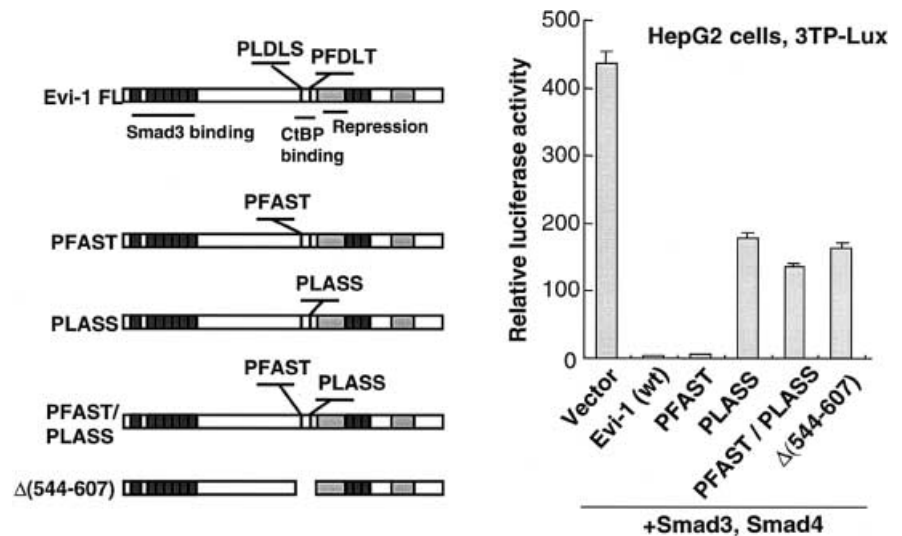 PLDLS
PFDLT
Evi-1 FL
Smad3 binding
CtBP
binding
Repression
PFAST
PFAST
PLASS
PLASS
PFAST
PLASS
PFAST/
PLASS
Δ(544-607)
HepG2 cells, 3TP-Lux
Relative luciferase activity
500
400
300
200
100
0
Vector
Evi-1 (wt)
PFAST
PLASS
PFAST / PLASS
Δ(544-607)
+Smad3, Smad4